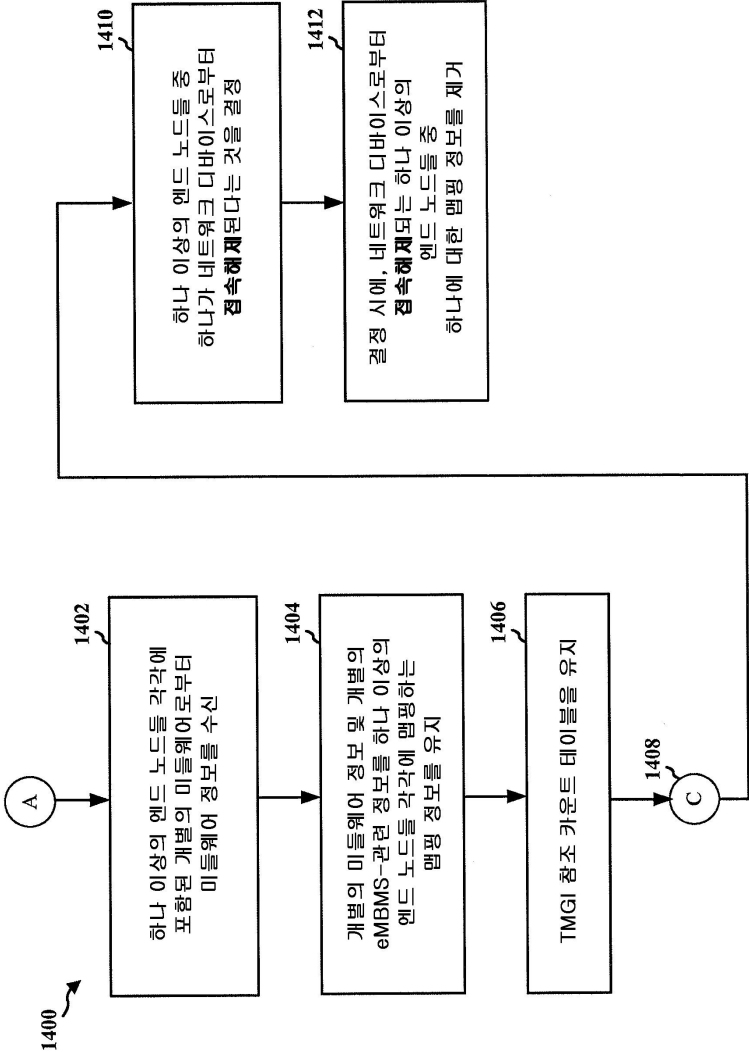 1400
A
1402
하나 이상의 엔드 노드들 각각에
포함된 개별의 미들웨어로부터
미들웨어 정보를 수신
1404
개별의 미들웨어 정보 및 개별의
eMBMS-관련 정보를 하나 이상의
엔드 노드들 각각에 맵핑하는
맵핑 정보를 유지
1406
TMGI 참조 카운트 테이블을 유지
1408
C
1410
하나 이상의 엔드 노드들 중
하나가 네트워크 디바이스로부터
접속해제된다는 것을 결정
1412
결정 시에, 네트워크 디바이스로부터
접속해제되는 하나 이상의
엔드 노드들 중
하나에 대한 맵핑 정보를 제거